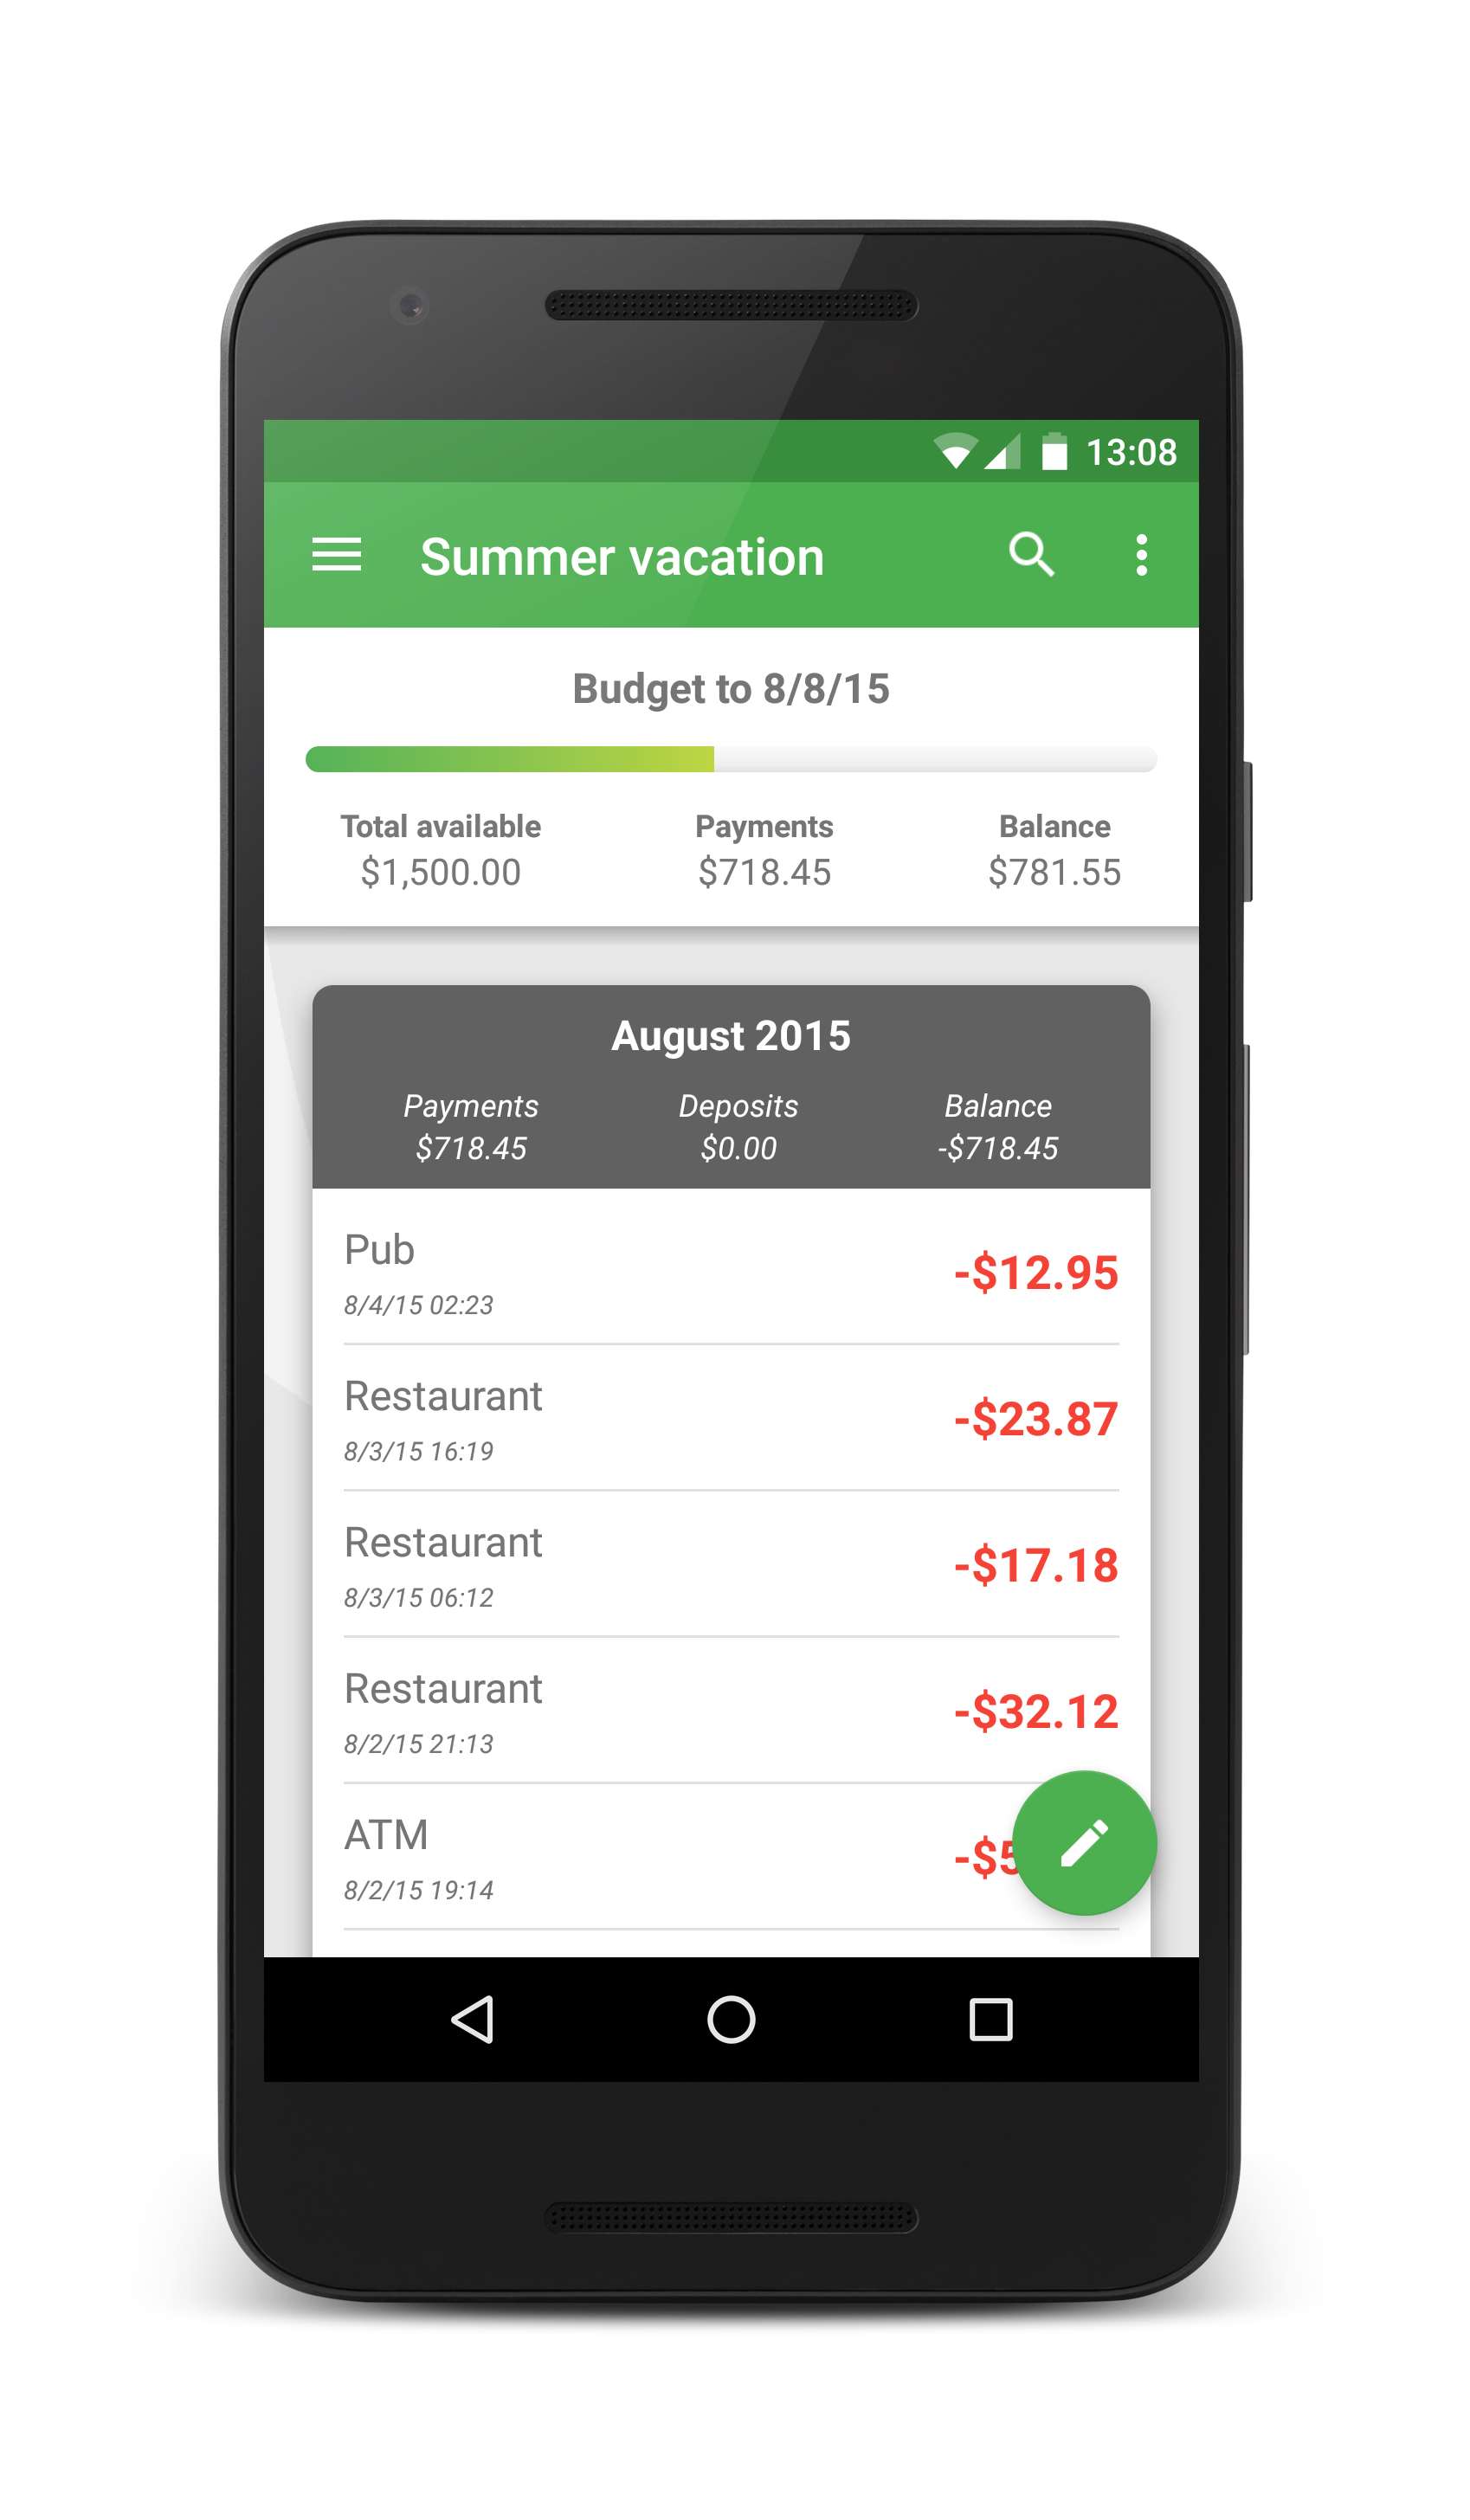 13:08
Summer vacation
Budget to 8/8/15
Total available Payments Balance
$1,500.00 $718.45 $781.55
August 2015
Payments Deposits Balance
$718.45 $0.00 -$718.45
Pub
-$12.95
8/4/15 02:23
Restaurant
-$23.87
8/3/15 16:19
Restaurant
-$17.18
8/3/15 06:12
Restaurant
-$32.12
8/2/15 21:13
ATM
8/2/15 19:14